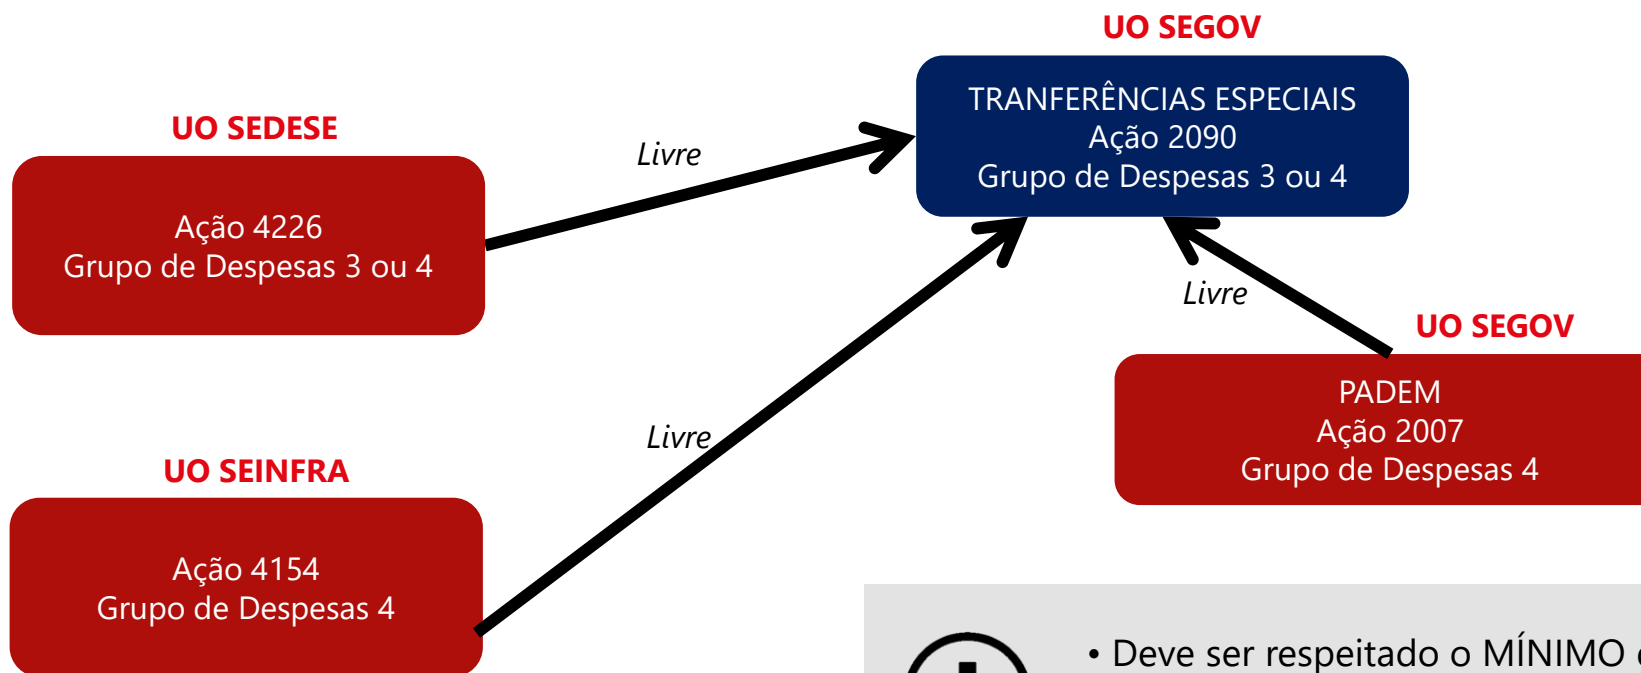 UO SEGOV
TRANFERÊNCIAS ESPECIAIS
Ação 2090
Grupo de Despesas 3 ou 4
UO SEDESE
Ação 4226
Grupo de Despesas 3 ou 4
Livre
Livre
Livre
UO SEGOV
PADEM
Ação 2007
Grupo de Despesas 4
UO SEINFRA
Ação 4154
Grupo de Despesas 4
• Deve ser respeitado o MÍNIMO